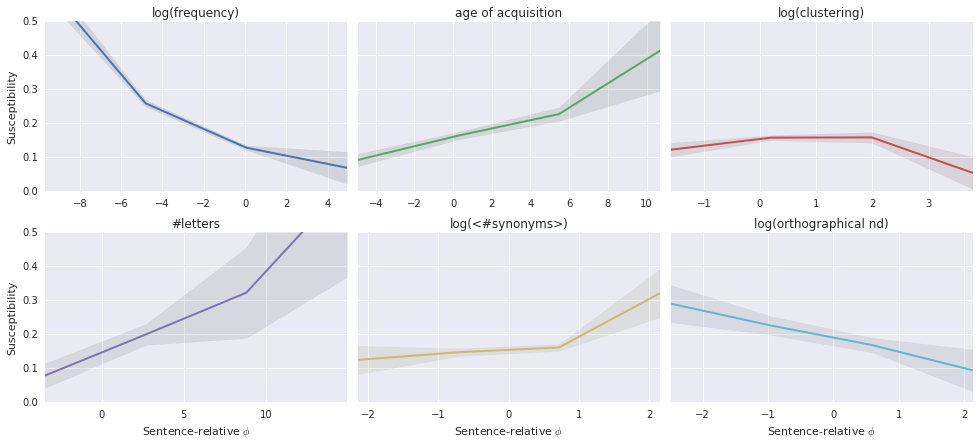 log(frequency) age of acquisition log(clustering)
Susceptibility
0.5
0.4
0.3
0.2
0.1
0.0
−8 −6 −4 −2 0 2 4
−4 −2 0 2 4 6 8 10
−1 0 1 2 3
#letters log(<#synonyms>) log(orthographical nd)
Susceptibility
0.5
0.4
0.3
0.2
0.1
0.0
0 5 10
−2 −1 0 1 2
−2 −1 0 1 2
Sentence-relative ϕ Sentence-relative ϕ Sentence-relative ϕ